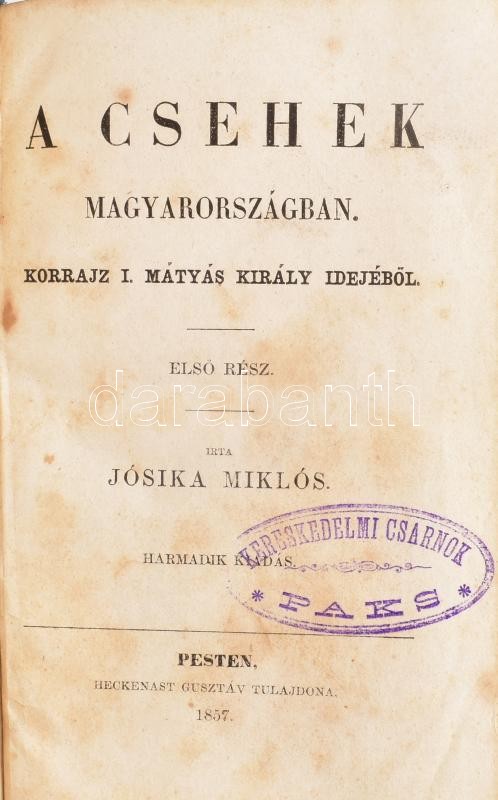 A CSEHEK
MAGYARORSZÁGBAN.
KORRAJZ I. MÁTYÁS KIRÁLY IDEJÉBŐL.
ELSŐ RÉSZ.
darabanth
IRTA
JÓSIKA MIKLÓS.
KERESKEDELMI CSARNOK
* PAKS *
HARMADIK KIADÁS.
PESTEN,
HECKENAST GUSZTÁV TULAJDONA.
1857.